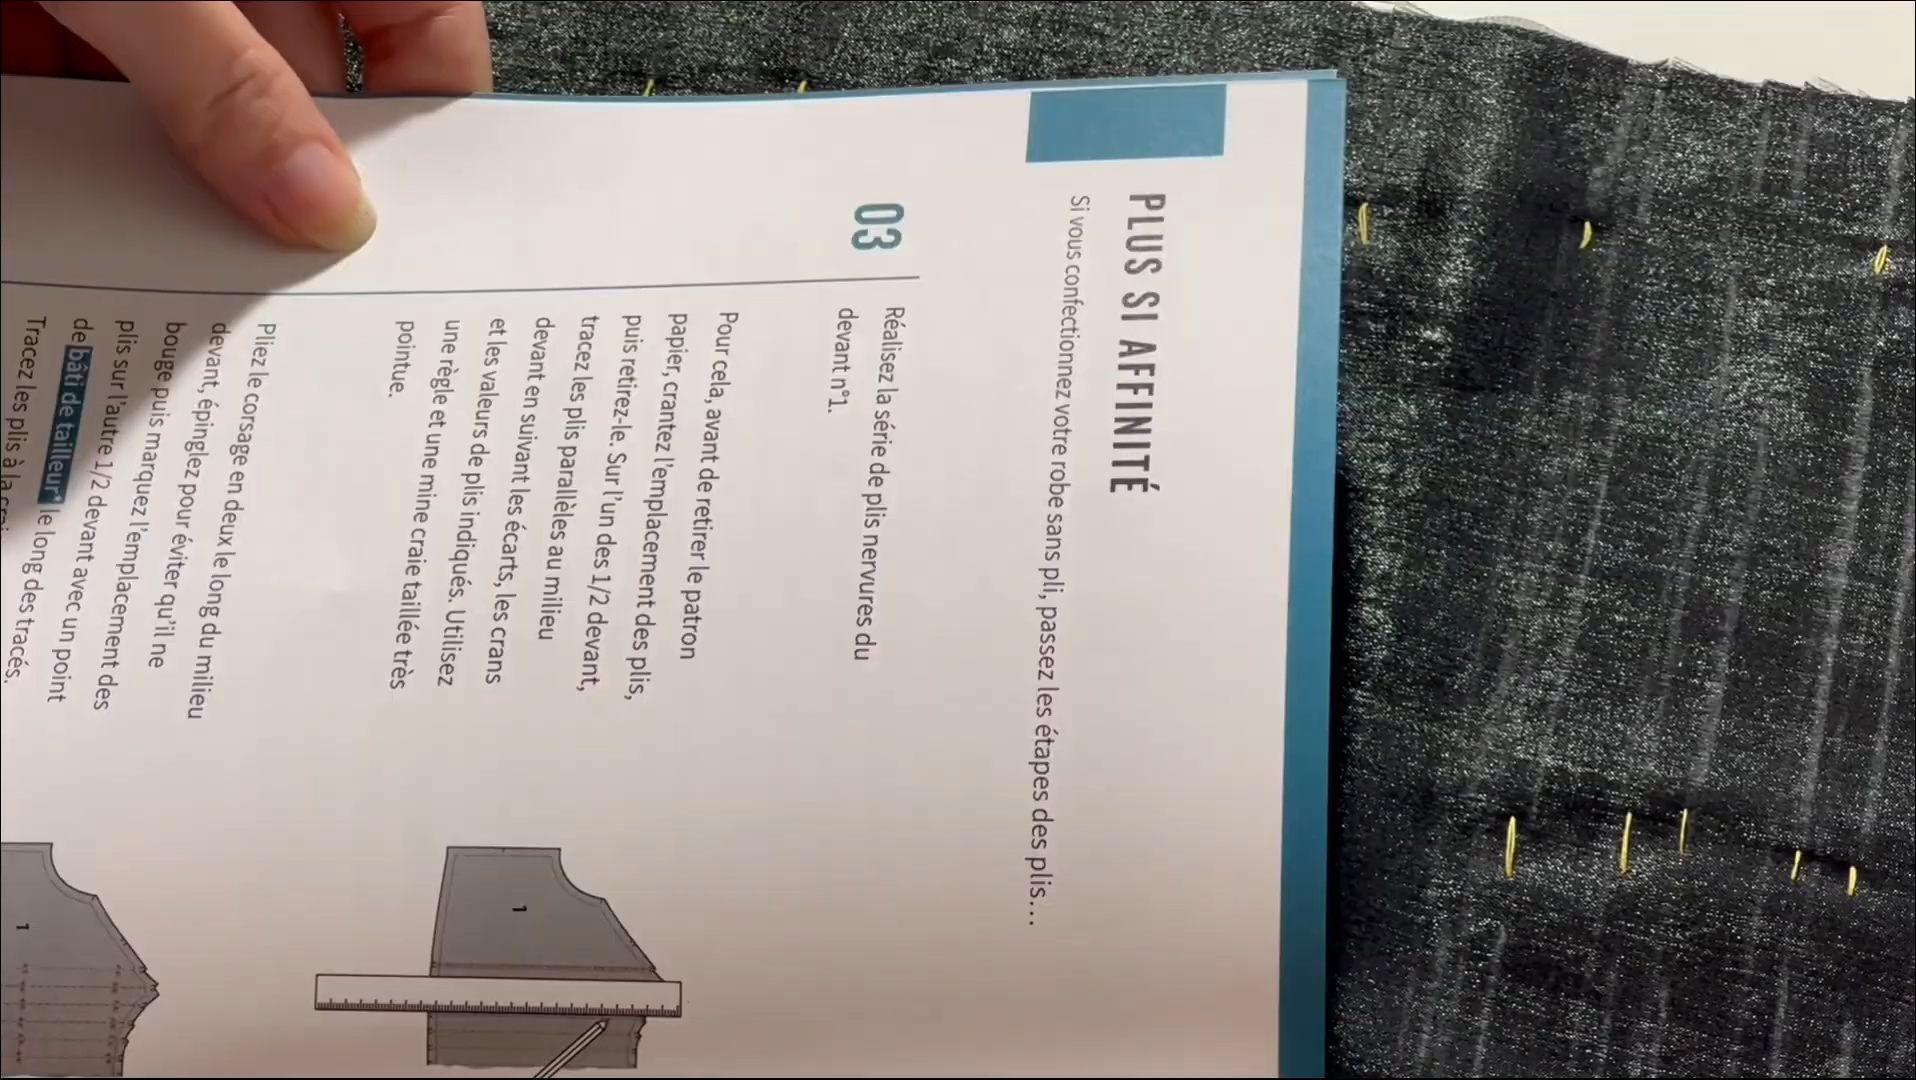 PLUS SI AFFINITÉ
Si vous confectionnez votre robe sans pli, passez les étapes des plis...
03
Réalisez la série de plis nervures du
devant n°1.
Pour cela, avant de retirer le patron
papier, crantez l'emplacement des plis,
puis retirez-le. Sur l'un des 1/2 devant,
tracez les plis parallèles au milieu
devant en suivant les écarts, les crans
et les valeurs de plis indiqués. Utilisez
une règle et une mine craie taillée très
pointue.
Pliez le corsage en deux le long du milieu
devant, épinglez pour éviter qu'il ne
bouge puis marquez l'emplacement des
plis sur l'autre 1/2 devant avec un point
de bâti de tailleur* le long des tracés.
Tracez les plis à la
1
1